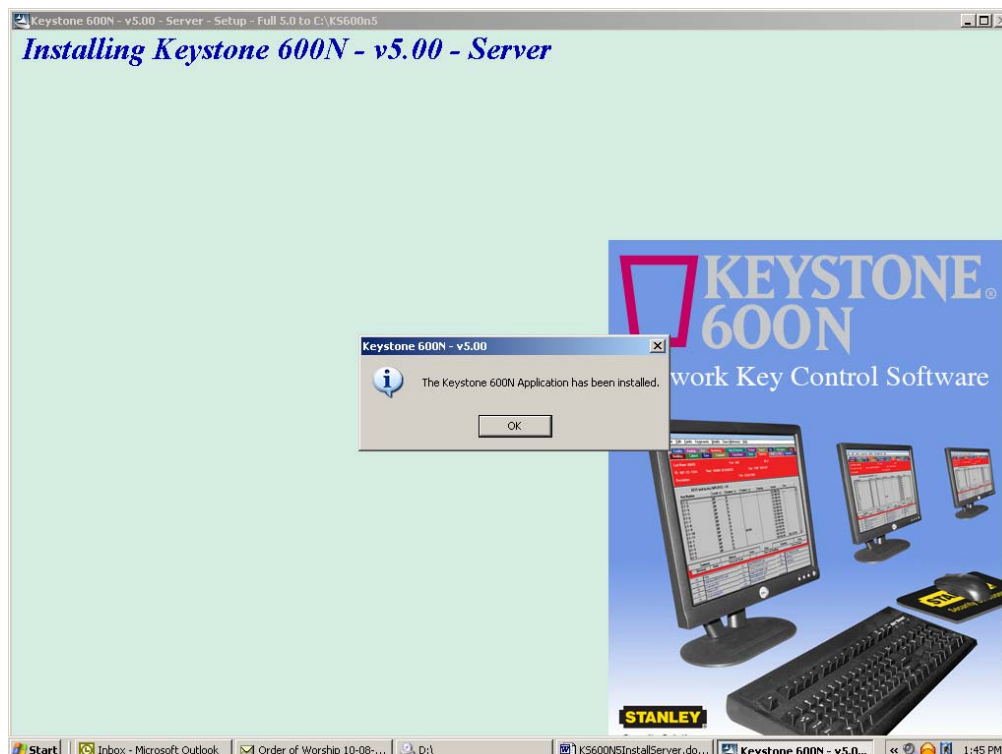 Keystone 600N - v5.00 - Server - Setup - Full 5.0 to C:\KS600n5
Installing Keystone 600N - v5.00 - Server
KEYSTONE®
600N
work Key Control Software
Keystone 600N - v5.00
The Keystone 600N Application has been installed.
OK
STANLEY
Start
Inbox - Microsoft Outlook
Order of Worship 10-08-...
D:\
KS600N5InstallServer.do...
Keystone 600N - v5.0...
1:45 PM